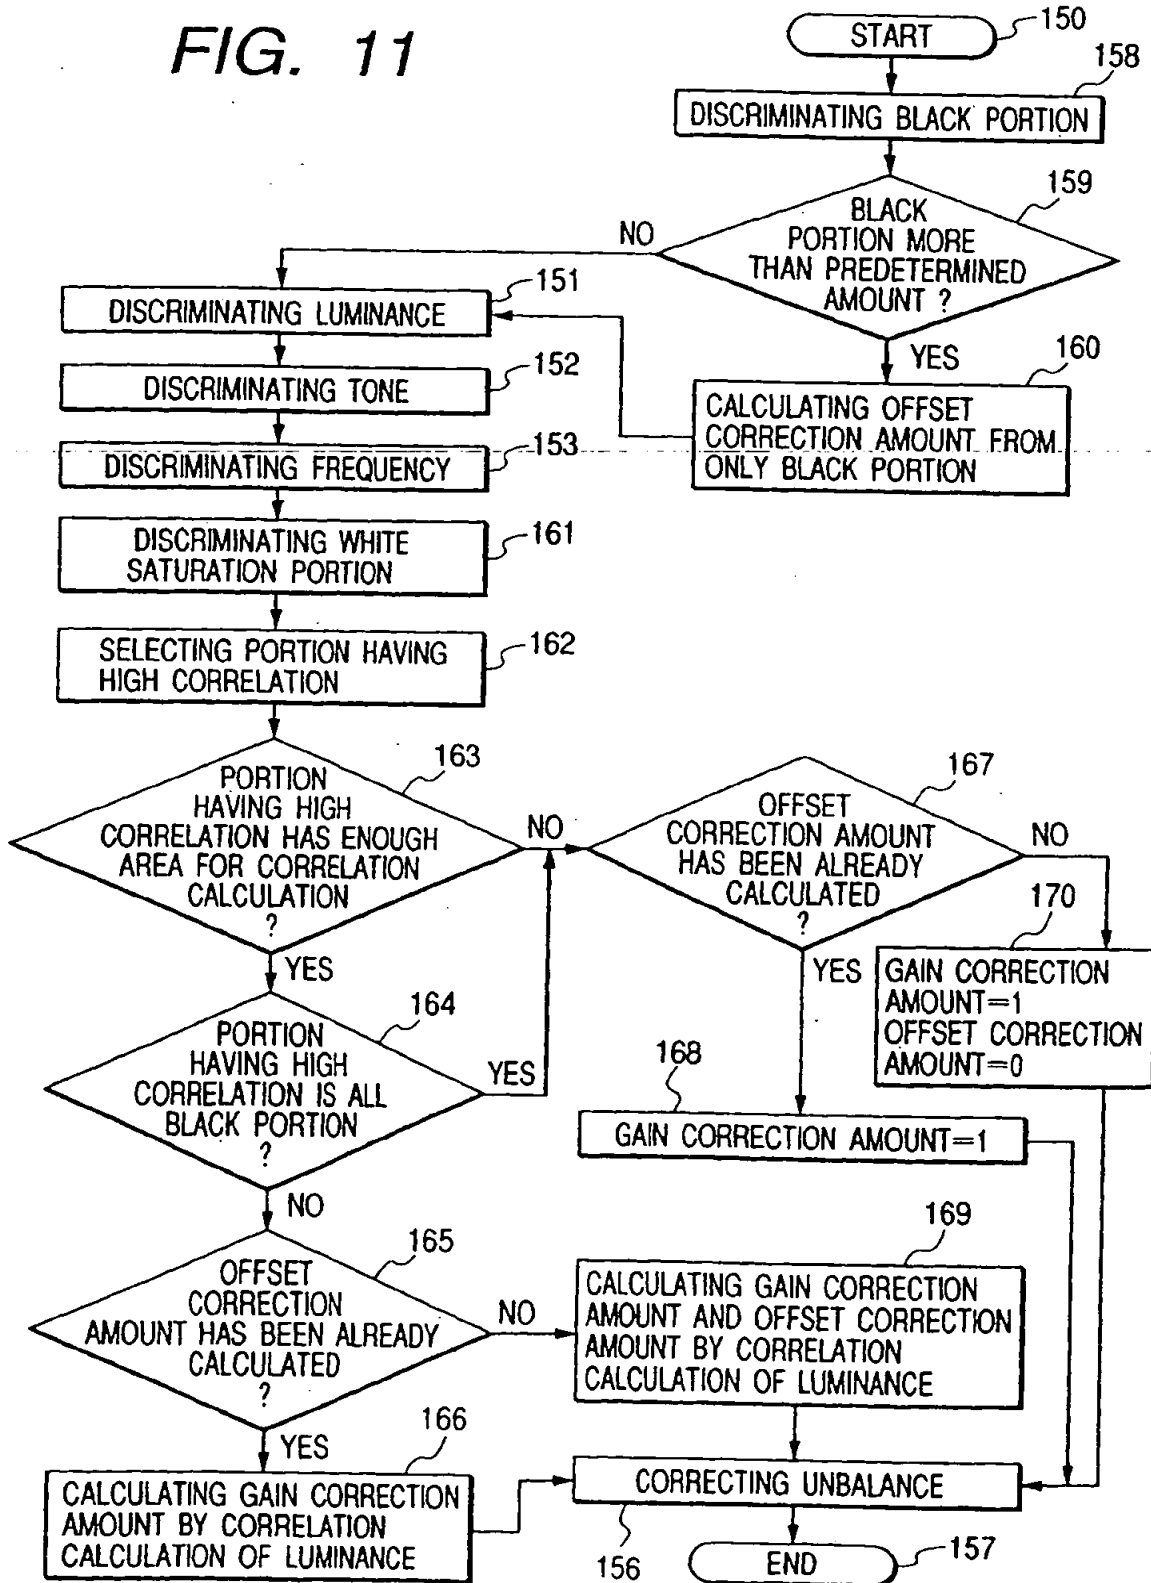 FIG. 11
START
150
158
DISCRIMINATING BLACK PORTION
159
BLACK
PORTION MORE
THAN PREDETERMINED
AMOUNT ?
NO
YES
160
CALCULATING OFFSET
CORRECTION AMOUNT FROM
ONLY BLACK PORTION
151
DISCRIMINATING LUMINANCE
152
DISCRIMINATING TONE
153
DISCRIMINATING FREQUENCY
161
DISCRIMINATING WHITE
SATURATION PORTION
162
SELECTING PORTION HAVING
HIGH CORRELATION
163
PORTION
HAVING HIGH
CORRELATION HAS ENOUGH
AREA FOR CORRELATION
CALCULATION
?
NO
YES
164
PORTION
HAVING HIGH
CORRELATION IS ALL
BLACK PORTION
?
YES
NO
165
OFFSET
CORRECTION
AMOUNT HAS BEEN ALREADY
CALCULATED
?
NO
YES
166
CALCULATING GAIN CORRECTION
AMOUNT BY CORRELATION
CALCULATION OF LUMINANCE
167
OFFSET
CORRECTION AMOUNT
HAS BEEN ALREADY
CALCULATED
?
NO
YES
170
GAIN CORRECTION
AMOUNT=1
OFFSET CORRECTION
AMOUNT=0
168
GAIN CORRECTION AMOUNT=1
169
CALCULATING GAIN CORRECTION
AMOUNT AND OFFSET CORRECTION
AMOUNT BY CORRELATION
CALCULATION OF LUMINANCE
CORRECTING UNBALANCE
156
END
157